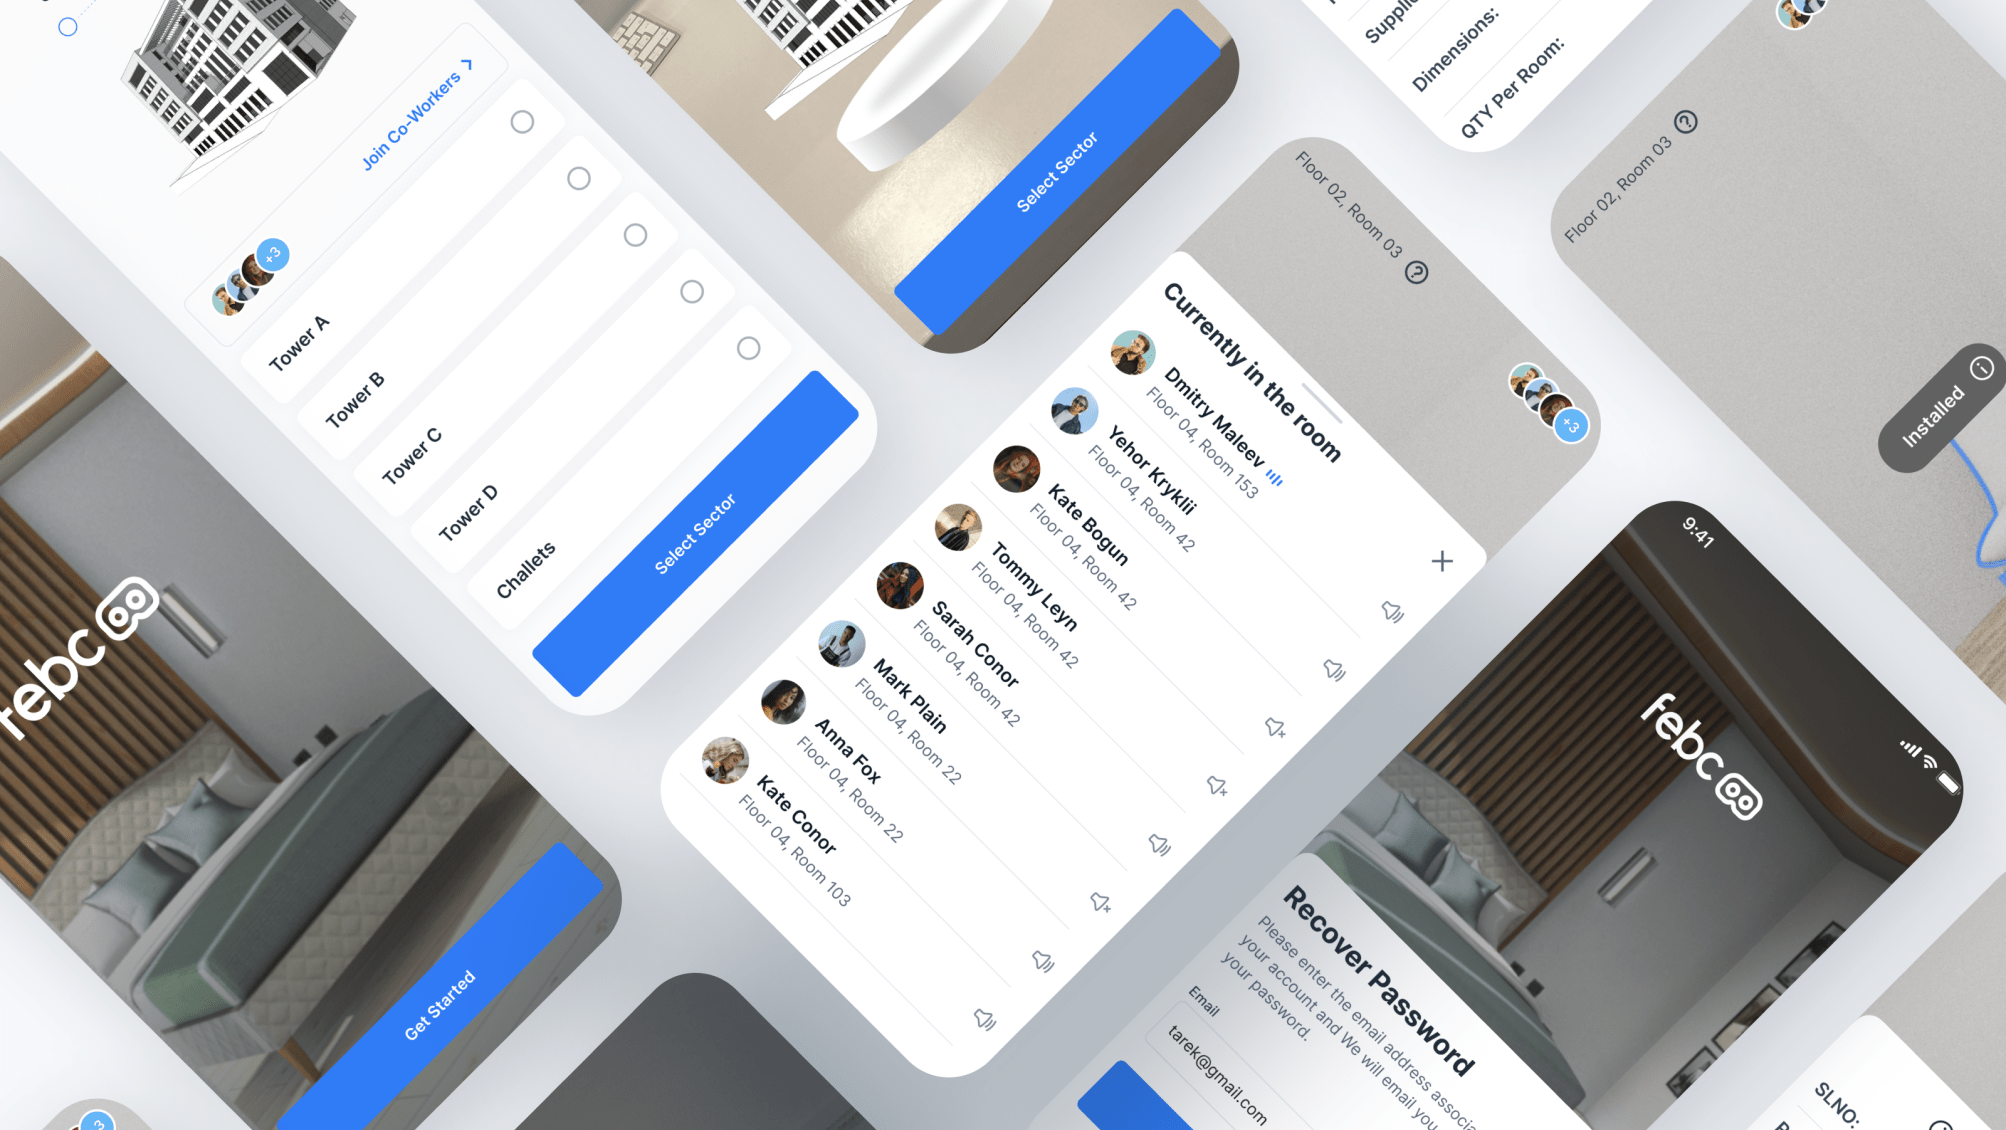 Join Co-Workers
+3
Tower A
Tower B
Tower C
Tower D
Challets
Select Sector
Select Sector
Dimensions:
QTY Per Room:
Floor 02, Room 03
Installed
Floor 02, Room 03
+3
Currently in the room
Dmitry Maleev
Floor 04, Room 153
Yehor Kryklii
Floor 04, Room 42
Kate Bogun
Floor 04, Room 42
Tommy Leyn
Floor 04, Room 42
Sarah Conor
Floor 04, Room 42
Mark Plain
Floor 04, Room 22
Anna Fox
Floor 04, Room 22
Kate Conor
Floor 04, Room 103
febc
Get Started
9:41
febc
Recover Password
Please enter the email address
your account and We will email you
your password.
Email
tarek@gmail.com
SLNO: